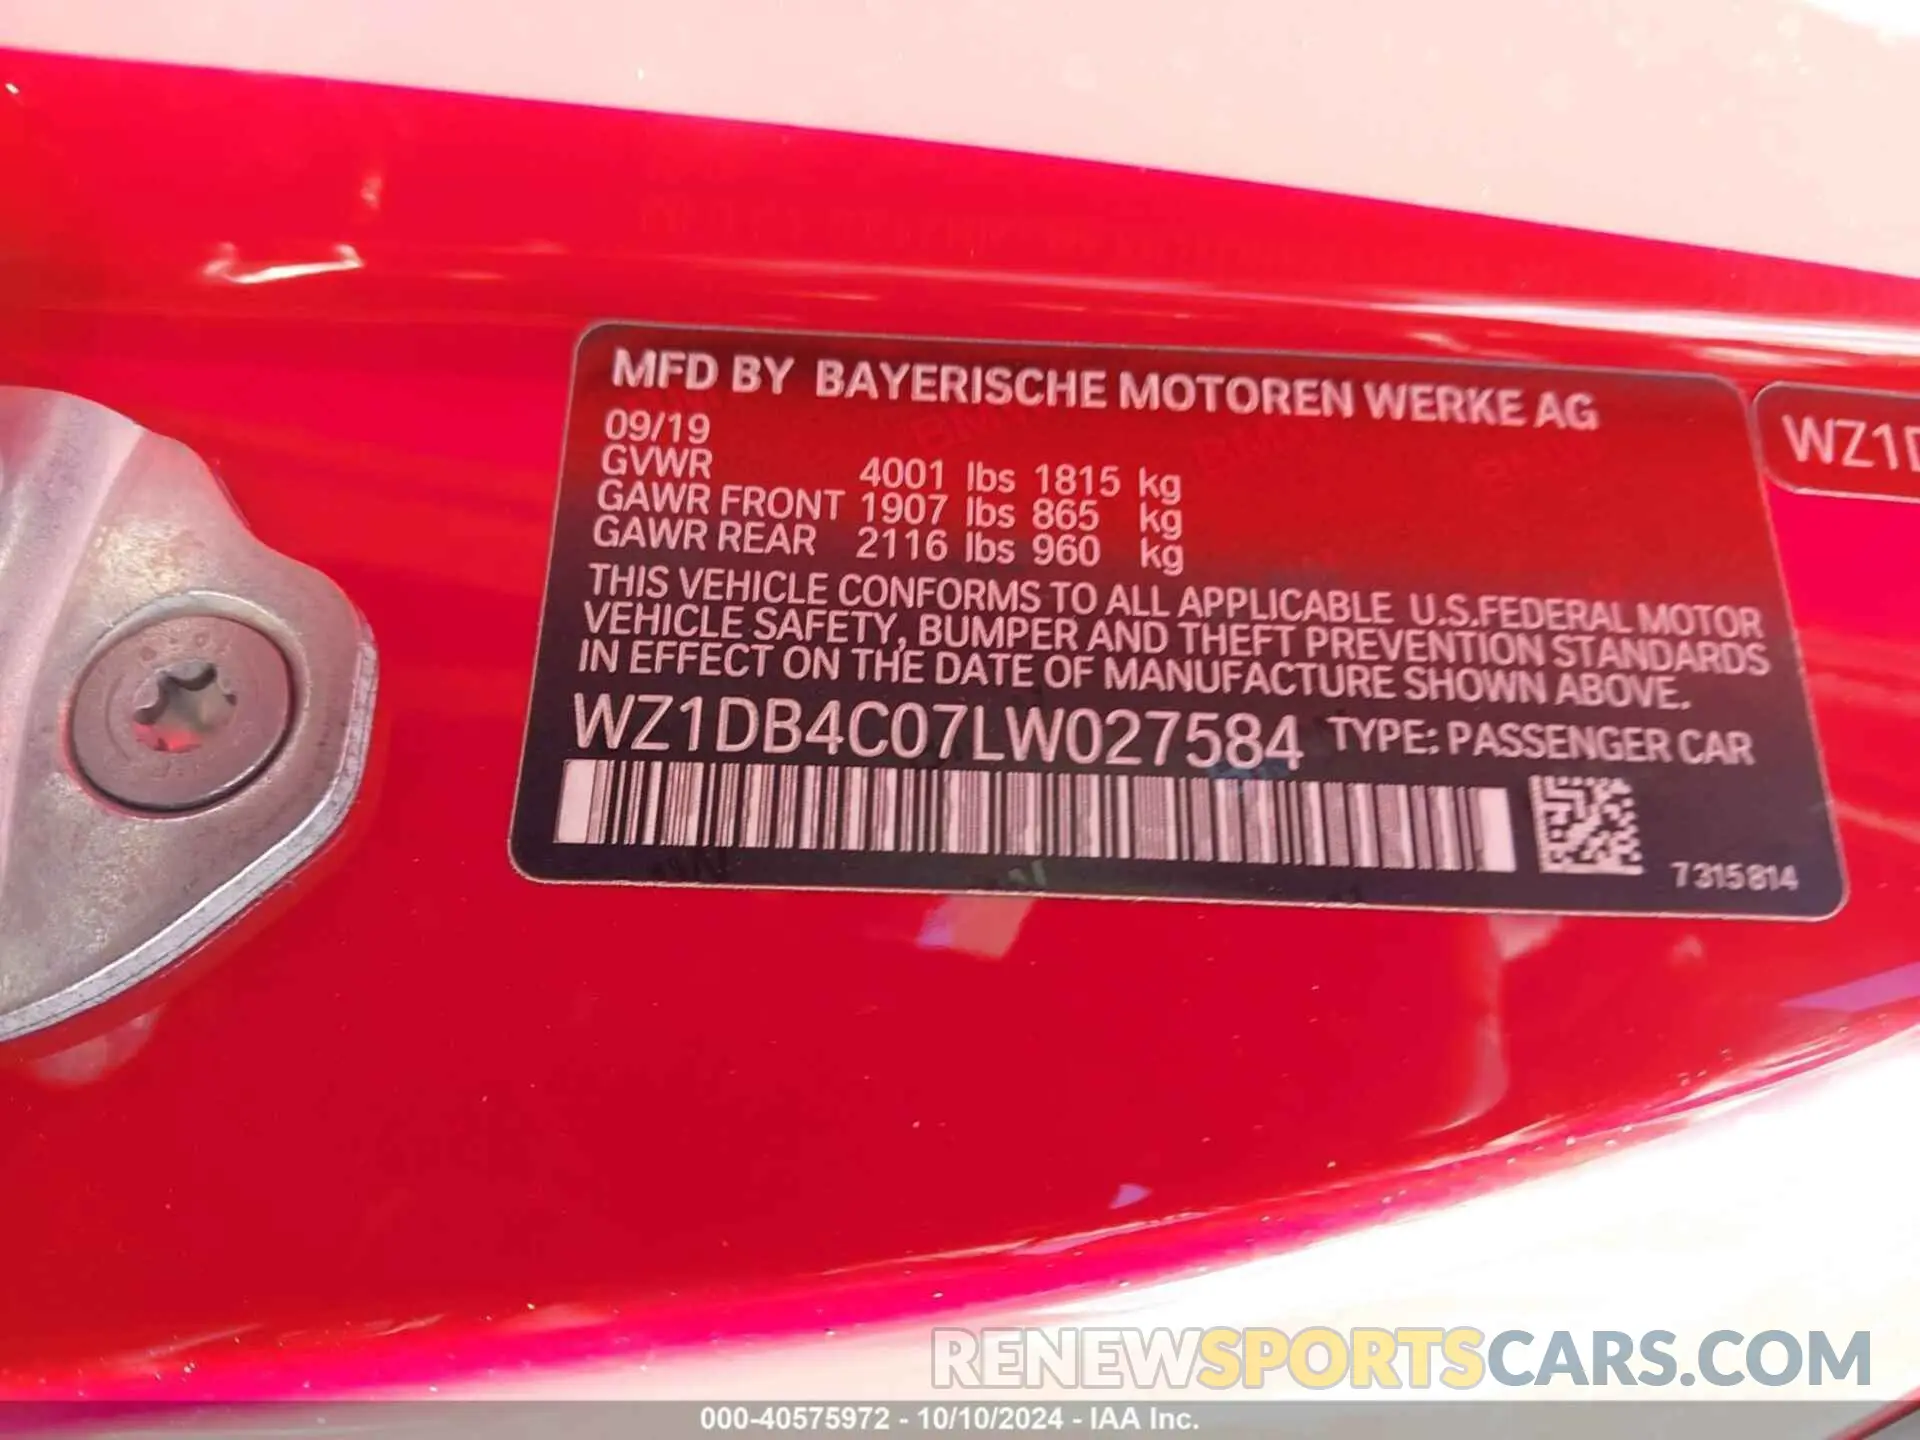 MFD BY BAYERISCHE MOTOREN WERKE AG
09/19
GVWR 4001 lbs 1815 kg
GAWR FRONT 1907 lbs 865 kg
GAWR REAR 2116 lbs 960 kg
THIS VEHICLE CONFORMS TO ALL APPLICABLE U.S.FEDERAL MOTOR
VEHICLE SAFETY, BUMPER AND THEFT PREVENTION STANDARDS
IN EFFECT ON THE DATE OF MANUFACTURE SHOWN ABOVE.
WZ1DB4C07LW027584 TYPE: PASSENGER CAR
7315814
WZ1D
RENEWSPORTSCARS.COM
000-40575972 - 10/10/2024 - IAA Inc.